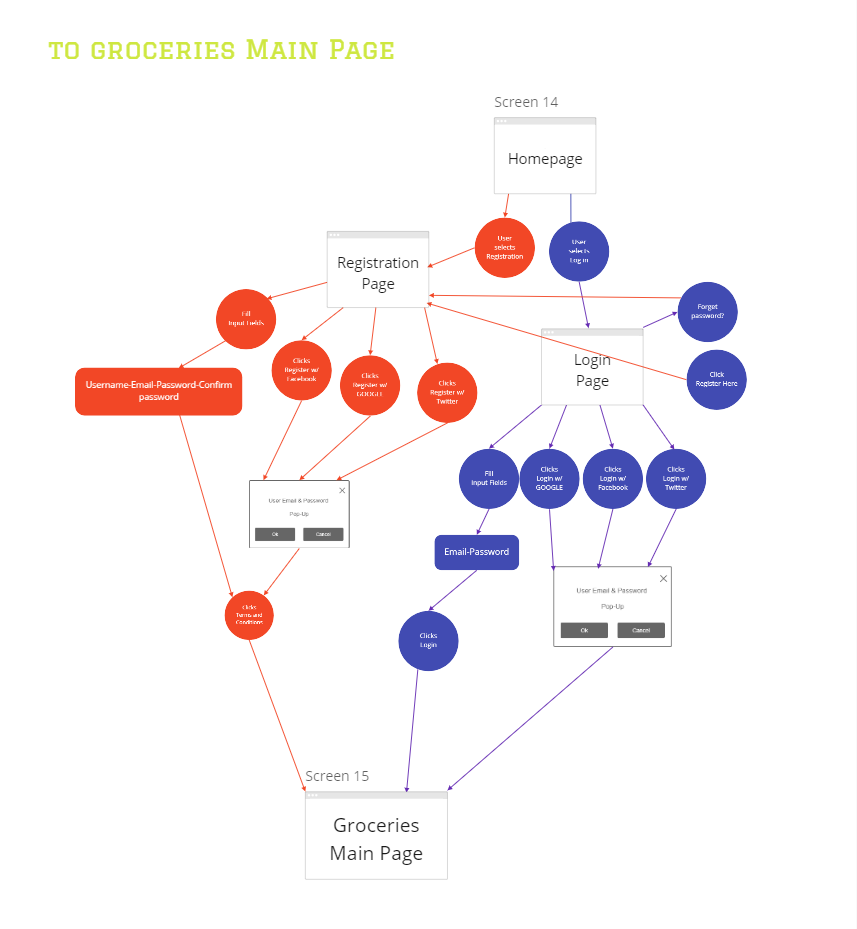 to groceries Main Page
Screen 14
Homepage
User
selects
Registration
User
selects
Log in
Registration
Page
Fill
Input Fields
Forgot
password?
Login
Page
Clicks
Register w/
Facebook
Clicks
Register w/
GOOGLE
Clicks
Register w/
Twitter
Click
Register Here
Username-Email-Password-Confirm
password
Fill
Input Fields
Clicks
Login w/
GOOGLE
Clicks
Login w/
Facebook
Clicks
Login w/
Twitter
User Email & Password
Pop-Up
Ok
Cancel
Email-Password
User Email & Password
Pop-Up
Ok
Cancel
Clicks
Terms and
Conditions
Clicks
Login
Screen 15
Groceries
Main Page